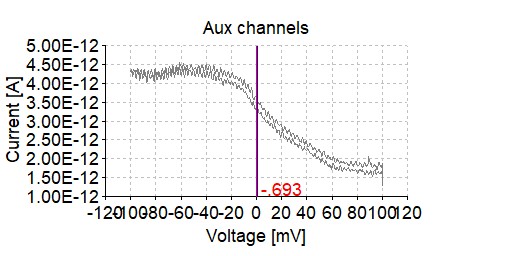 Aux channels
5.00E-12
4.50E-12
4.00E-12
3.50E-12
3.00E-12
2.50E-12
2.00E-12
1.50E-12
1.00E-12
Current [A]
-.693
-120-100-80-60-40-20 0 20 40 60 80100120
Voltage [mV]